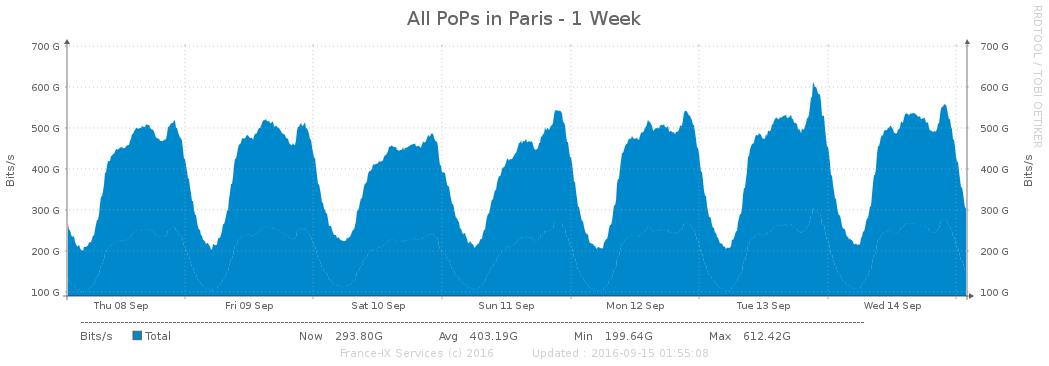 All PoPs in Paris - 1 Week
RRDTOOL / TOBI OETIKER
Bits/s
Bits/s
700 G 700 G
600 G 600 G
500 G 500 G
400 G 400 G
300 G 300 G
200 G 200 G
100 G 100 G
Thu 08 Sep Fri 09 Sep Sat 10 Sep Sun 11 Sep Mon 12 Sep Tue 13 Sep Wed 14 Sep
Bits/s Total Now 293.80G Avg 403.19G Min 199.64G Max 612.42G
France-IX Services (c) 2016 Updated : 2016-09-15 01:55:08